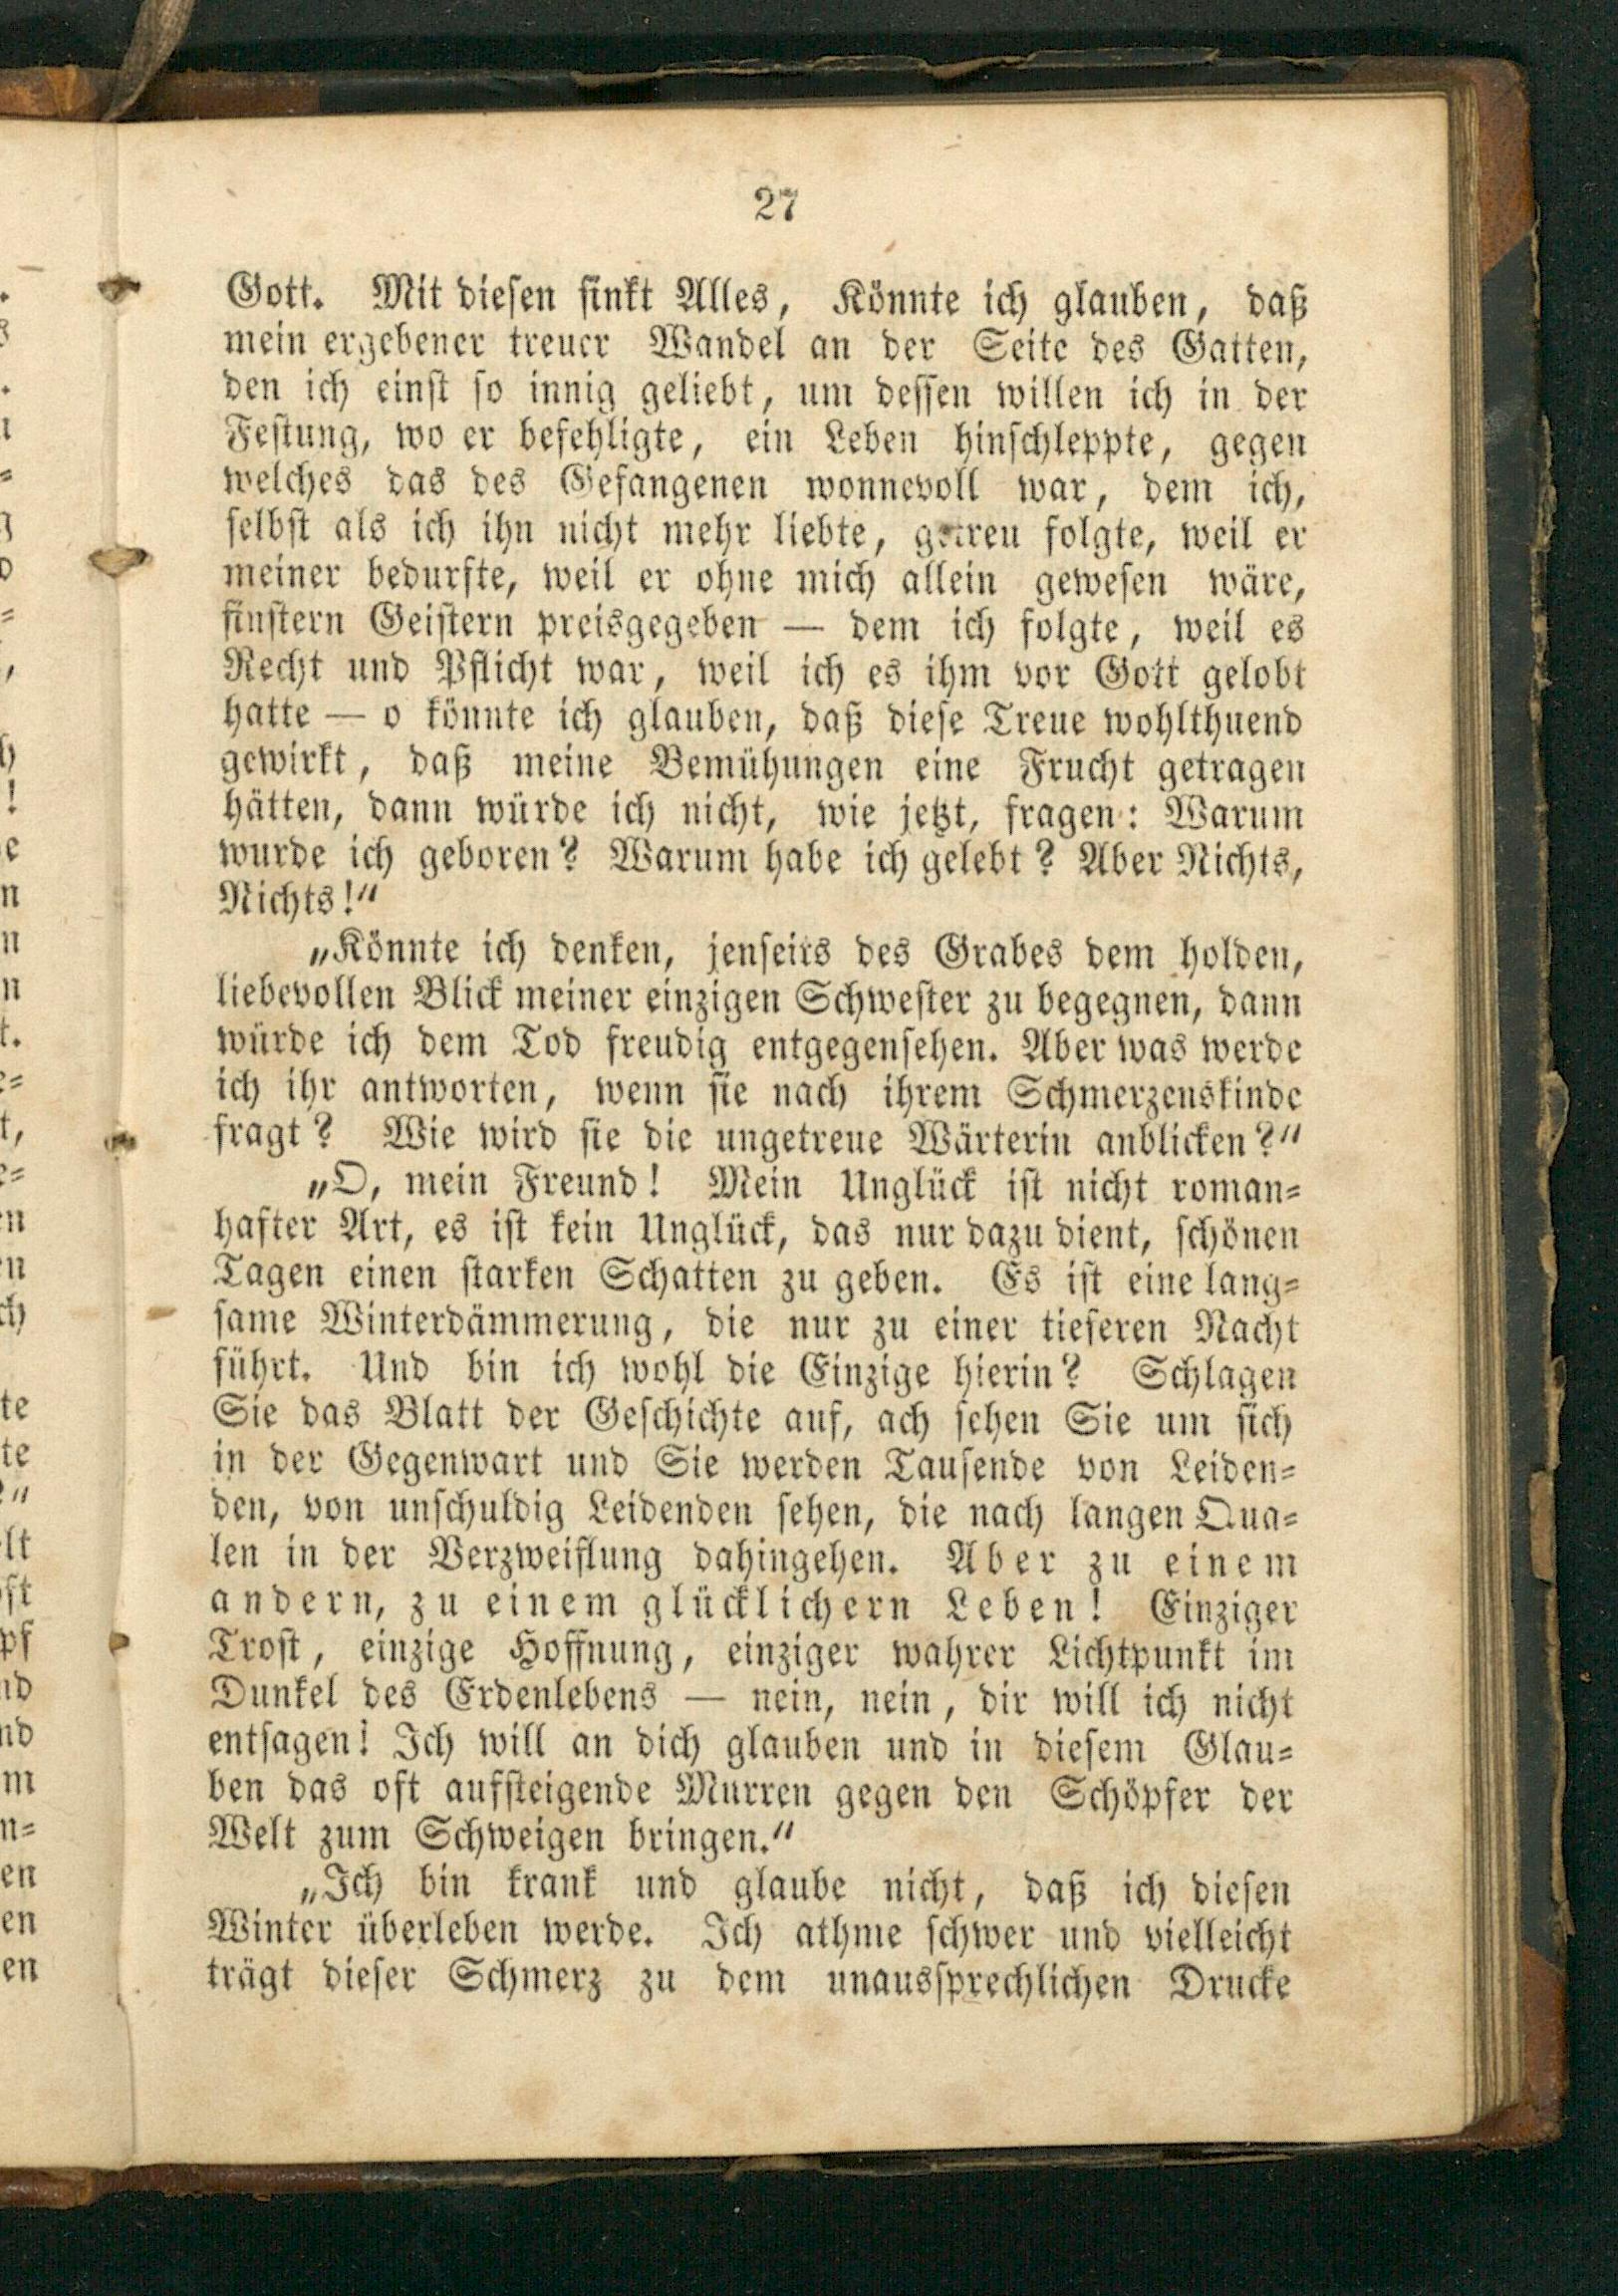 27
Gott. Mit diesen sinkt Alles, Könnte ich glauben, daß
mein ergebener treuer Wandel an der Seite des Gatten,
den ich einst so innig geliebt, um dessen willen ich in der
Festung, wo er befehligte, ein Leben hinschleppte, gegen
welches das des Gefangenen wonnevoll war, dem ich,
selbst als ich ihn nicht mehr liebte, getreu folgte, weil er
meiner bedurfte, weil er ohne mich allein gewesen wäre,
finstern Geistern preisgegeben — dem ich folgte, weil es
Recht und Pflicht war, weil ich es ihm vor Gott gelobt
hatte — o könnte ich glauben, daß diese Treue wohlthuend
gewirkt, daß meine Bemühungen eine Frucht getragen
hätten, dann würde ich nicht, wie jetzt, fragen: Warum
wurde ich geboren? Warum habe ich gelebt? Aber Nichts,
Nichts!“
„Könnte ich denken, jenseits des Grabes dem holden,
liebevollen Blick meiner einzigen Schwester zu begegnen, dann
würde ich dem Tod freudig entgegensehen. Aber was werde
ich ihr antworten, wenn sie nach ihrem Schmerzenskinde
fragt? Wie wird sie die ungetreue Wärterin anblicken?“
„O, mein Freund! Mein Unglück ist nicht roman-
hafter Art, es ist kein Unglück, das nur dazu dient, schönen
Tagen einen starken Schatten zu geben. Es ist eine lang-
same Winterdämmerung, die nur zu einer tieferen Nacht
führt. Und bin ich wohl die Einzige hierin? Schlagen
Sie das Blatt der Geschichte auf, ach sehen Sie um sich
in der Gegenwart und Sie werden Tausende von Leiden-
den, von unschuldig Leidenden sehen, die nach langen Qua-
len in der Verzweiflung dahingehen. Aber zu einem
andern, zu einem glücklichern Leben! Einziger
Trost, einzige Hoffnung, einziger wahrer Lichtpunkt im
Dunkel des Erdenlebens — nein, nein, dir will ich nicht
entsagen! Ich will an dich glauben und in diesem Glau-
ben das oft aufsteigende Murren gegen den Schöpfer der
Welt zum Schweigen bringen.“
„Ich bin krank und glaube nicht, daß ich diesen
Winter überleben werde. Ich athme schwer und vielleicht
trägt dieser Schmerz zu dem unaussprechlichen Drucke